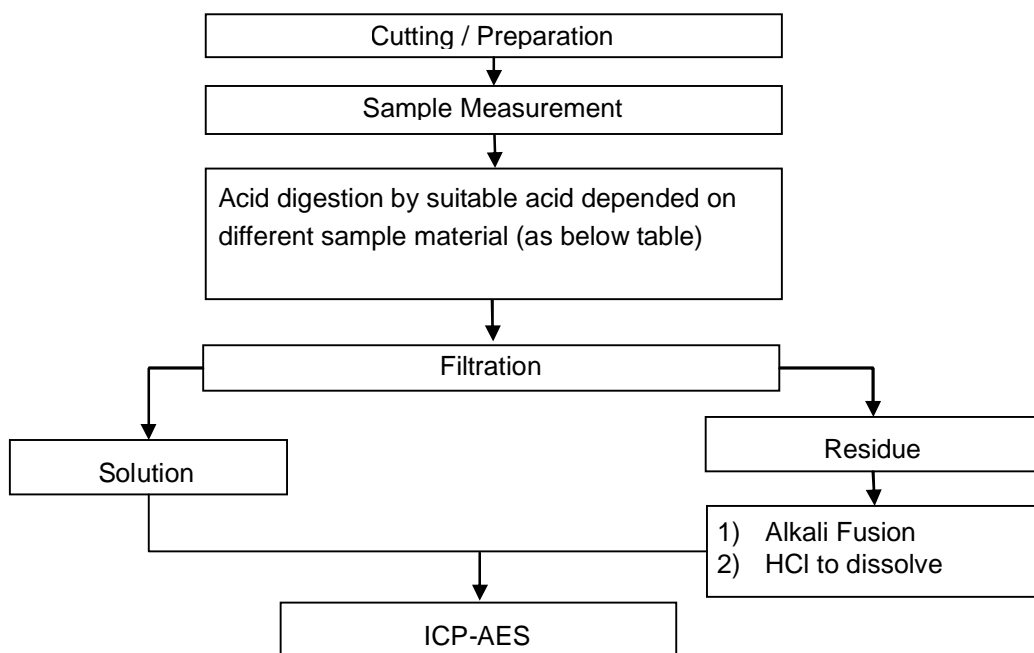 Cutting / Preparation
Sample Measurement
Acid digestion by suitable acid depended on
different sample material (as below table)
Filtration
Solution
Residue
1) Alkali Fusion
2) HCl to dissolve
ICP-AES